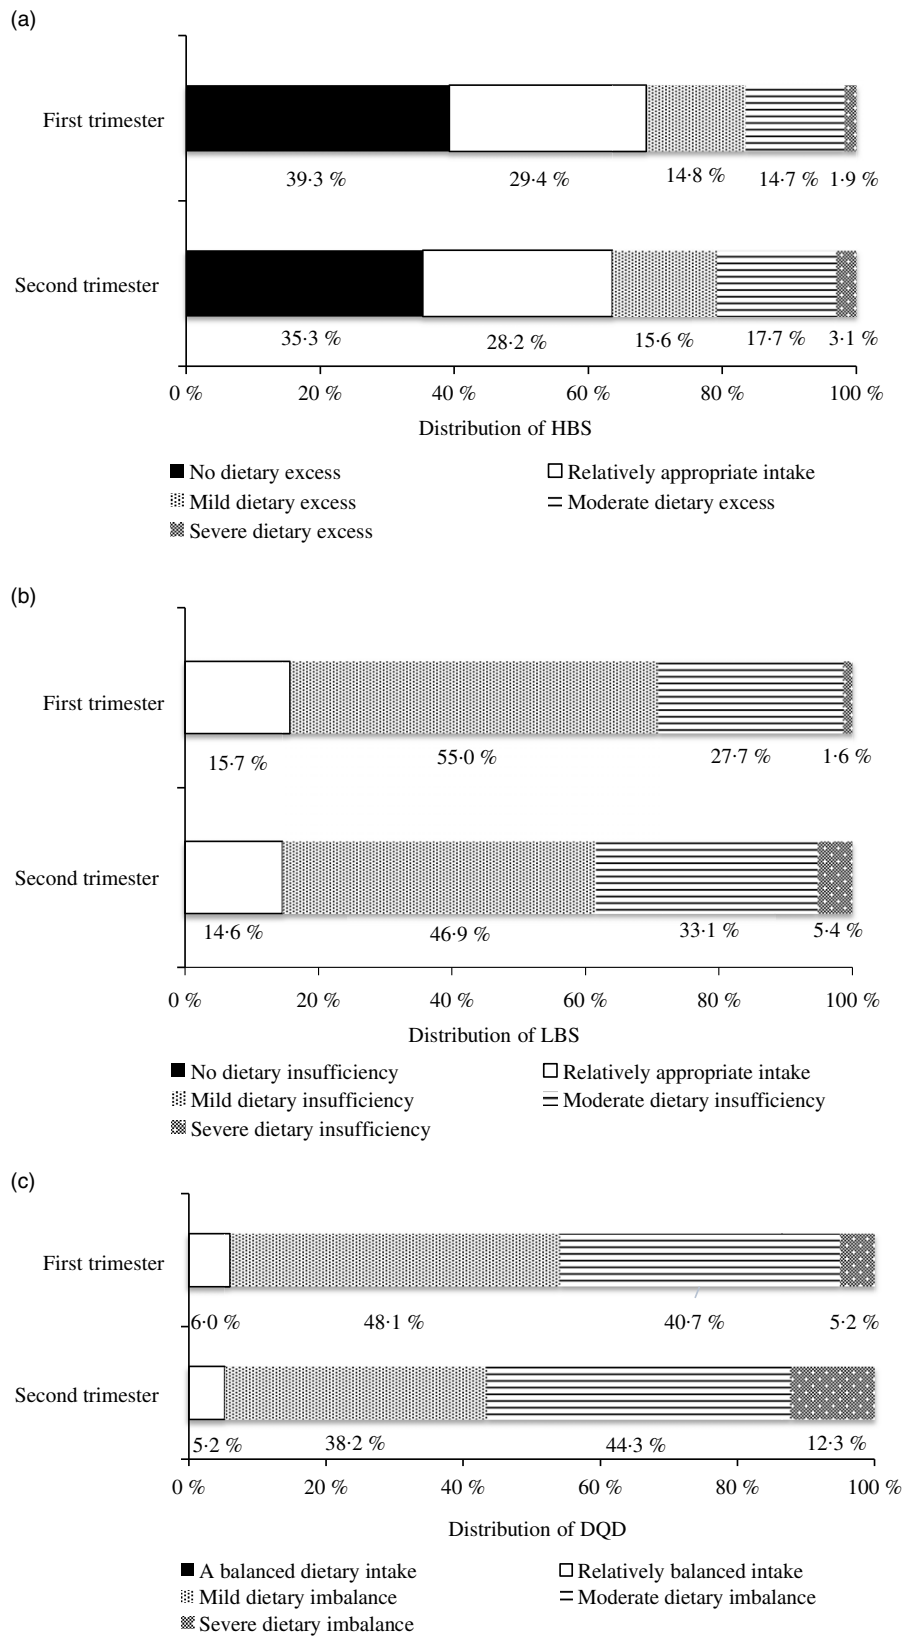 (a)
First trimester
39·3 % 29·4 % 14·8 % 14·7 % 1·9 %
Second trimester
35·3 % 28·2 % 15·6 % 17·7 % 3·1 %
0 % 20 % 40 % 60 % 80 % 100 %
Distribution of HBS
No dietary excess Relatively appropriate intake
Mild dietary excess Moderate dietary excess
Severe dietary excess
(b)
First trimester
15·7 % 55·0 % 27·7 % 1·6 %
Second trimester
14·6 % 46·9 % 33·1 % 5·4 %
0 % 20 % 40 % 60 % 80 % 100 %
Distribution of LBS
No dietary insufficiency Relatively appropriate intake
Mild dietary insufficiency Moderate dietary insufficiency
Severe dietary insufficiency
(c)
First trimester
6·0 % 48·1 % 40·7 % 5·2 %
Second trimester
5·2 % 38·2 % 44·3 % 12·3 %
0 % 20 % 40 % 60 % 80 % 100 %
Distribution of DQD
A balanced dietary intake Relatively balanced intake
Mild dietary imbalance Moderate dietary imbalance
Severe dietary imbalance